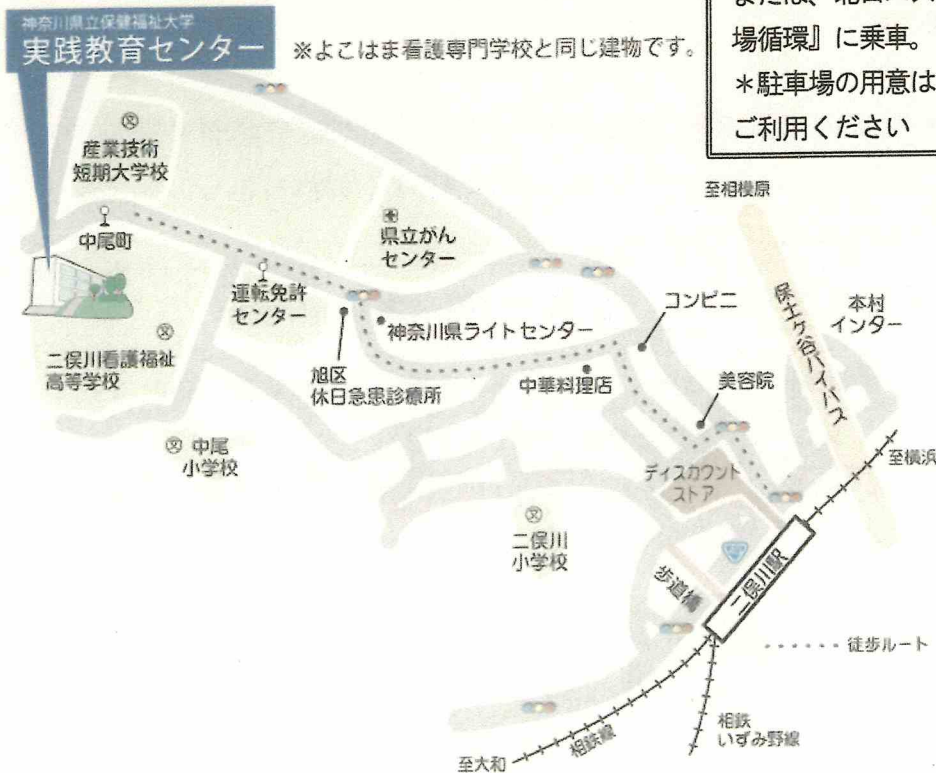 神奈川県立保健福祉大学
実践教育センター
※よこはま看護専門学校と同じ建物です。
場循環』に乗車。
＊駐車場の用意は
ご利用ください
産業技術
短期大学校
中尾町
県立がん
センター
運転免許
センター
至相模原
保土ヶ谷バイパス
本村
インター
コンビニ
神奈川県ライトセンター
二俣川看護福祉
高等学校
旭区
休日急患診療所
中華料理店
美容院
中尾
小学校
ディスカウント
ストア
至横浜
二俣川
小学校
歩道橋
二俣川駅
徒歩ルート
相鉄線
相鉄
いずみ野線
至大和